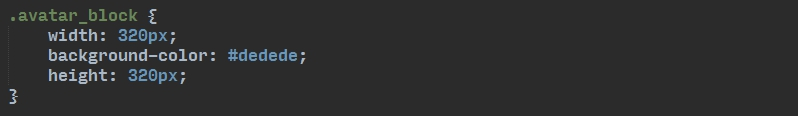 .avatar_block {
    width: 320px;
    background-color: #dedede;
    height: 320px;
}